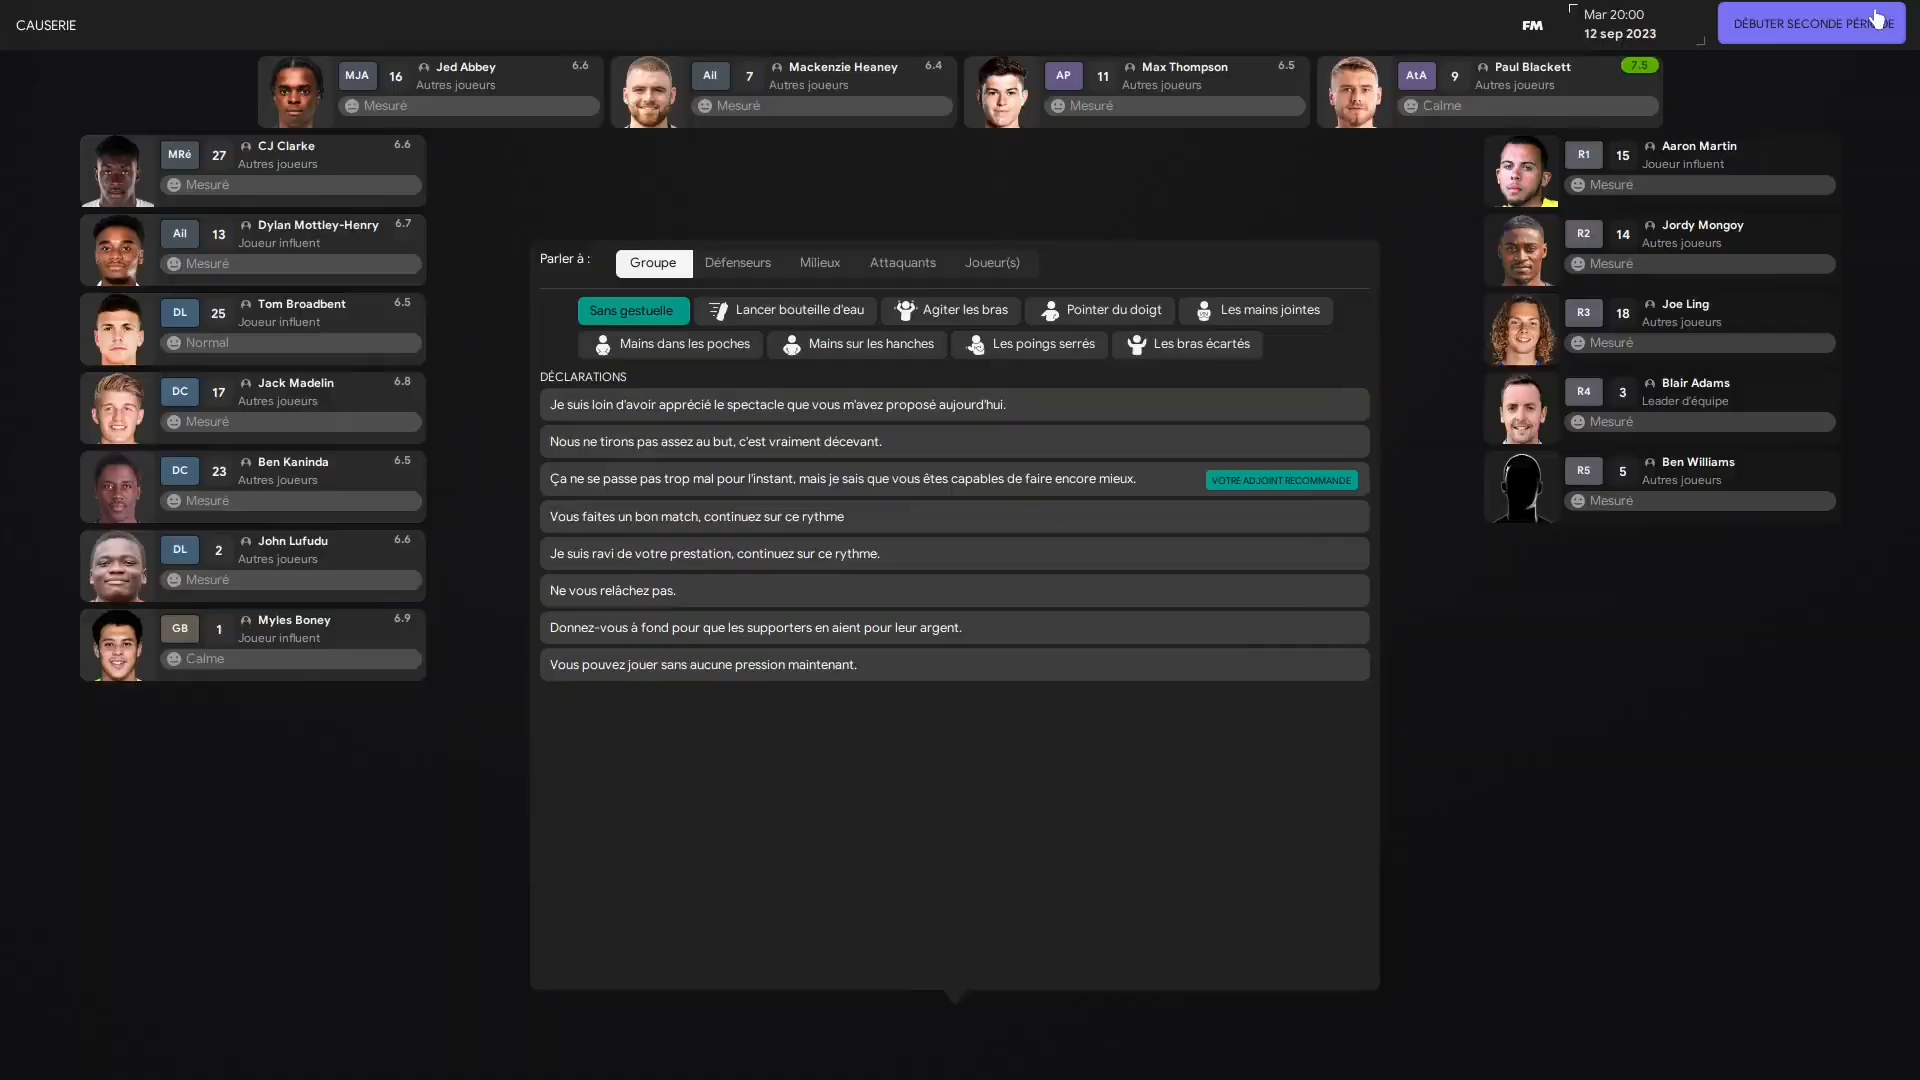 CAUSERIE
FM
Mar 20:00
12 sep 2023
DÉBUTER SECONDE PÉRIODE
MJA 16 Jed Abbey 6.6
Autres joueurs
Mesuré
Ail 7 Mackenzie Heaney 6.4
Autres joueurs
Mesuré
AP 11 Max Thompson 6.5
Autres joueurs
Mesuré
AtA 9 Paul Blackett 7.5
Autres joueurs
Calme
MRé 27 CJ Clarke 6.6
Autres joueurs
Mesuré
Ail 13 Dylan Mottley-Henry 6.7
Joueur influent
Mesuré
DL 25 Tom Broadbent 6.5
Joueur influent
Normal
DC 17 Jack Madelin 6.8
Autres joueurs
Mesuré
DC 23 Ben Kaninda 6.5
Autres joueurs
Mesuré
DL 2 John Lufudu 6.6
Autres joueurs
Mesuré
GB 1 Myles Boney 6.9
Joueur influent
Calme
Parler à : Groupe Défenseurs Milieux Attaquants Joueur(s)
Sans gestuelle Lancer bouteille d'eau Agiter les bras Pointer du doigt Les mains jointes
Mains dans les poches Mains sur les hanches Les poings serrés Les bras écartés
DÉCLARATIONS
Je suis loin d'avoir apprécié le spectacle que vous m'avez proposé aujourd'hui.
Nous ne tirons pas assez au but, c'est vraiment décevant.
Ça ne se passe pas trop mal pour l'instant, mais je sais que vous êtes capables de faire encore mieux. VOTRE ADJOINT RECOMMANDE
Vous faites un bon match, continuez sur ce rythme
Je suis ravi de votre prestation, continuez sur ce rythme.
Ne vous relâchez pas.
Donnez-vous à fond pour que les supporters en aient pour leur argent.
Vous pouvez jouer sans aucune pression maintenant.
R1 15 Aaron Martin
Joueur influent
Mesuré
R2 14 Jordy Mongoy
Autres joueurs
Mesuré
R3 18 Joe Ling
Autres joueurs
Mesuré
R4 3 Blair Adams
Leader d'équipe
Mesuré
R5 5 Ben Williams
Autres joueurs
Mesuré